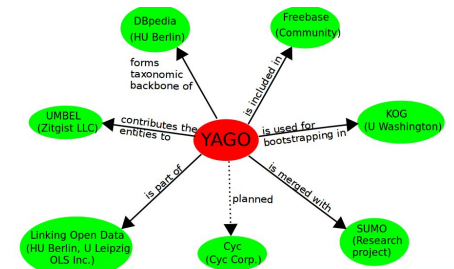 DBpedia
(HU Berlin)
Freebase
(Community)
forms
taxonomic
backbone of
is included in
UMBEL
(Zitgist LLC)
contributes the
entities to
YAGO
is used for
bootstrapping in
KOG
(U Washington)
is part of
is merged with
planned
Linking Open Data
(HU Berlin, U Leipzig
OLS Inc.)
Cyc
(Cyc Corp.)
SUMO
(Research
project)